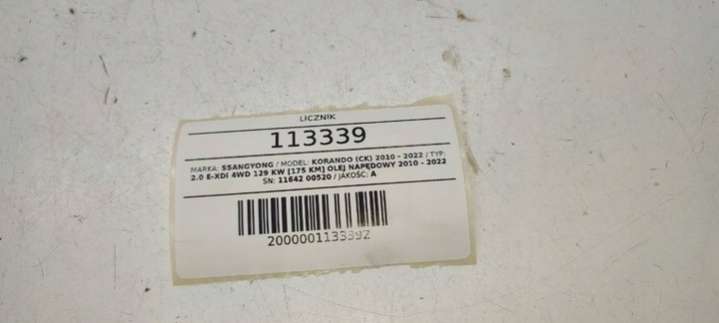 LICZNIK
113339
MARKA: SSANGYONG / MODEL: KORANDO (CK) 2010 - 2022 / TYP:
2.0 E-XDI 4WD 129 KW [175 KM] OLEJ NAPĘDOWY 2010 - 2022
SN: 11642 00520 / JAKOŚĆ: A
2000001133392